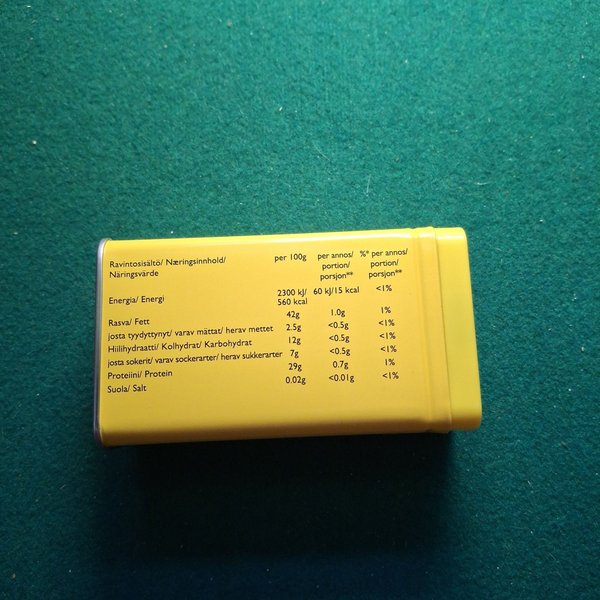 Ravintosisältö/ Næringsinnhold/ per 100g per annos/ %* per annos/
Näringsvärde portion/ portion/
porsjon** porsjon**
Energia/ Energi 2300 kJ/ 60 kJ/15 kcal <1%
560 kcal
Rasva/ Fett 42g 1.0g 1%
josta tyydyttynyt/ varav mättat/ herav mettet 2.5g <0.5g <1%
Hiilihydraatti/ Kolhydrat/ Karbohydrat 12g <0.5g <1%
josta sokerit/ varav sockerarter/ herav sukkerarter 7g <0.5g <1%
Proteiini/ Protein 29g 0.7g 1%
Suola/ Salt 0.02g <0.01g <1%